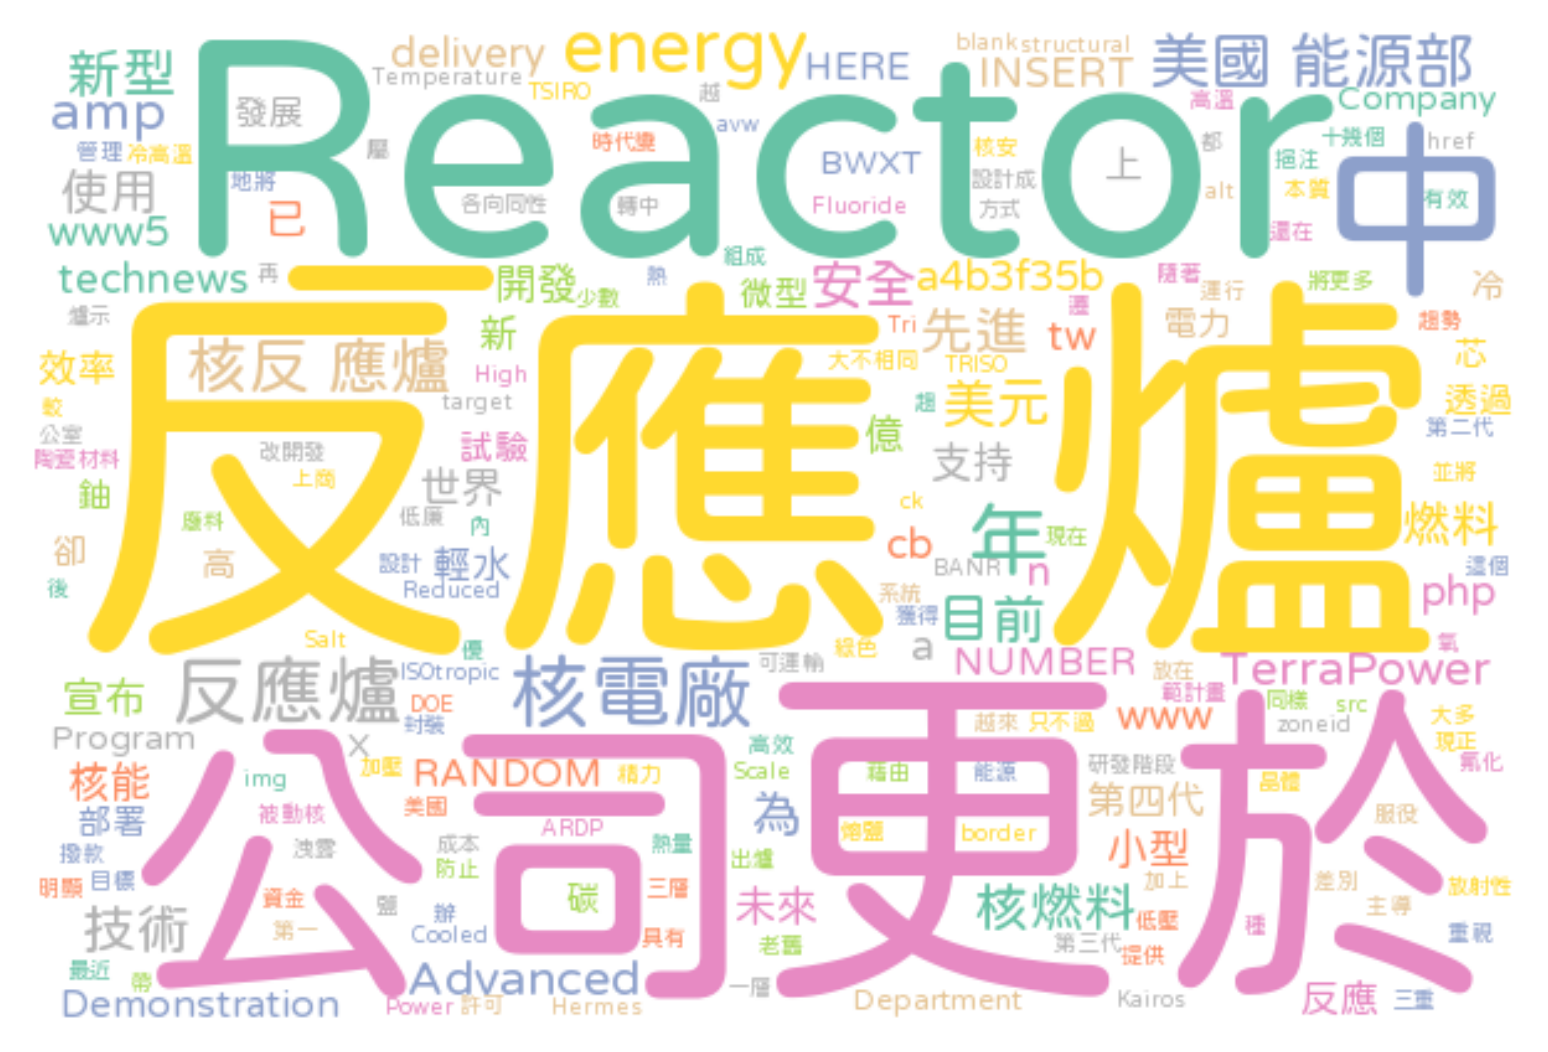 新型 delivery energy HERE blank structural INSERT 美國 能源部
amp 發展 Temperature TSIRO 越 高溫 Company
Reactor 中
管理 冷高溫 屬 時代變 avw BWXT 核安 上 都 十幾個 href
使用 地將 已 各向同性 轉中 Fluoride 設計成 方式 alt 挹注 本質 有效
www5 還在
technews 再 開發 少數 組成 熱 微型 安全 a4b3f35b 隨著 運行 將更多 冷
反應爐
爐示 新 Tri 先進 tw 電力 趨勢
效率 核反 應爐 High 大不相同 TRISO 芯
較 target 趨 美元 透過
公室 陶瓷材料 改開發 試驗 億 支持 第二代
鈾 上商 世界 並將
廢料 低廉 內 ck 年 現在 燃料
卻 高 設計 輕水 cb BANR n 這個
後 Reduced 系統 獲得 目前 php
Salt 優 綠色 a 氧
宣布 反應爐 ISOtropic 核電廠 可運輸 NUMBER 放在 TerraPower
DOE 封裝 範計畫 同樣 src
公司更於
Program x 越來 只不過 www zoneid 大多 現正
核能 img 加壓 RANDOM 精力 高效 Scale 藉由 能源 研發階段 晶體 氟化
部署 被動核 美國 ARDP 為 熔鹽 border 第四代 服役
撥款 洩露 成本 熱量 出爐 小型
明顯 目標 防止 三層 加上 差別 放射性
技術 資金 鹽 碳 未來 核燃料 低壓 主導
第一 辦 Cooled 具有 老舊 第三代 提供 種 重視
最近 帶 Advanced 一層
Demonstration Power 許可 Hermes Department Kairos 反應 三重